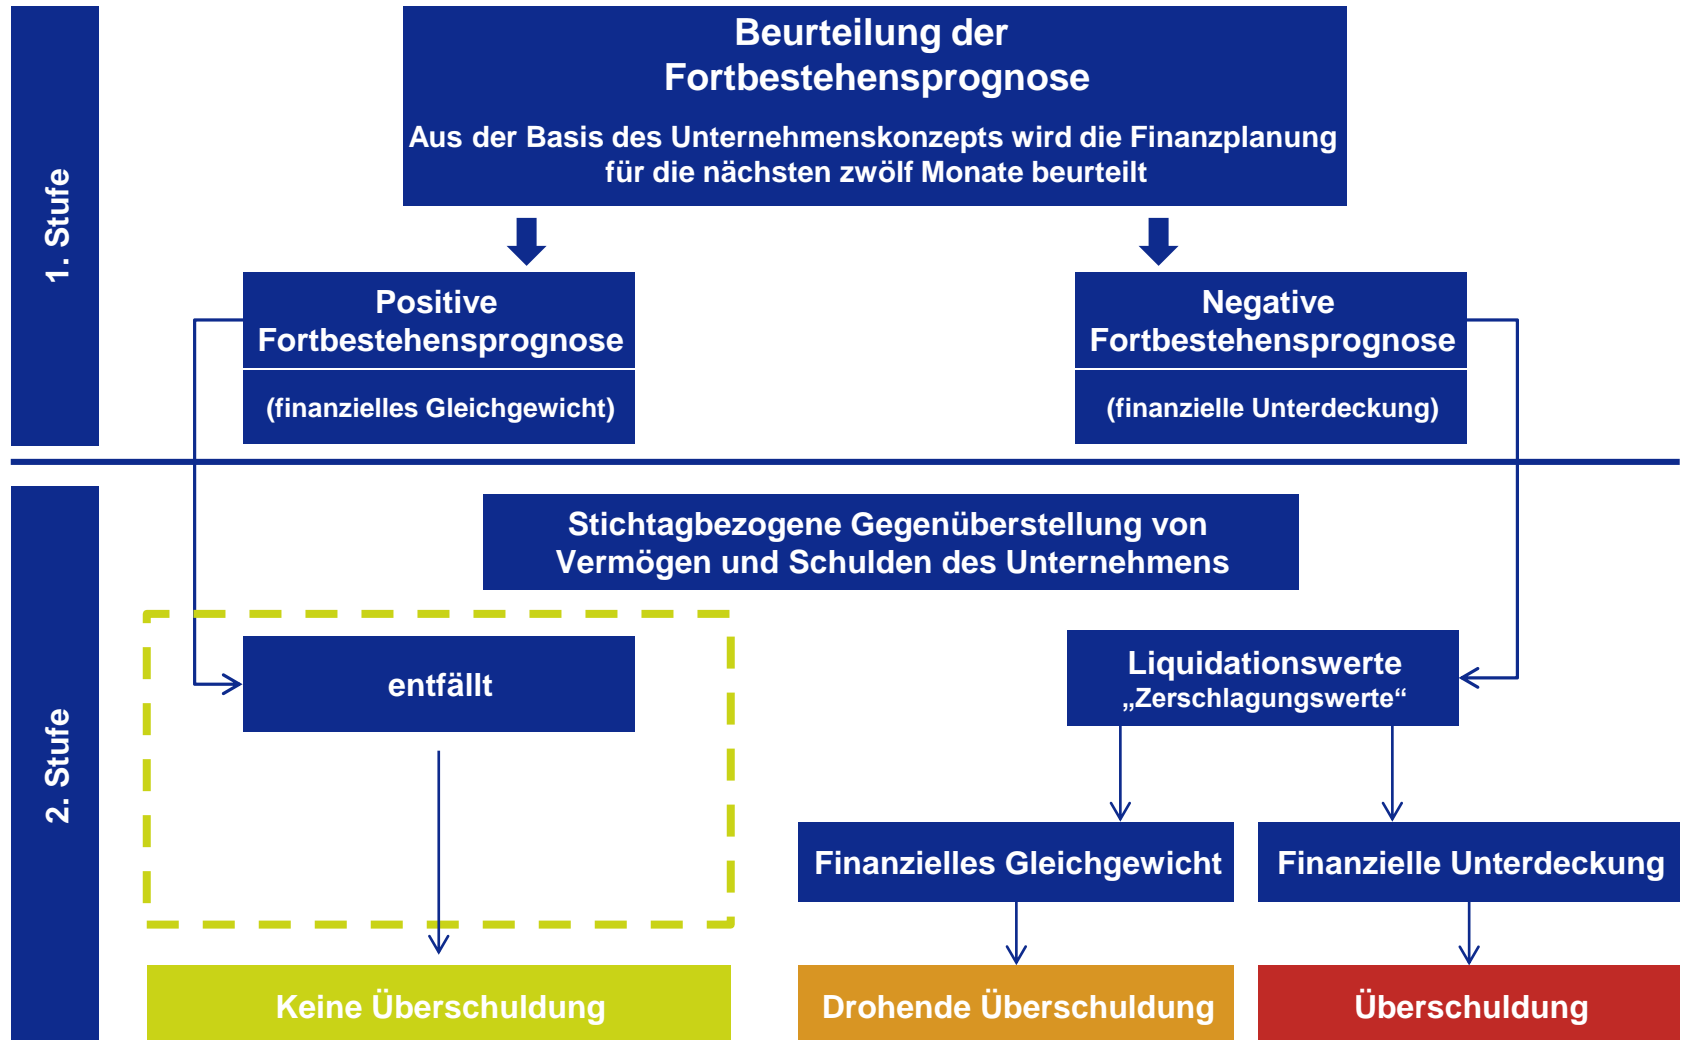 1. Stufe
Beurteilung der
Fortbestehensprognose
Aus der Basis des Unternehmenskonzepts wird die Finanzplanung
für die nächsten zwölf Monate beurteilt
Positive
Fortbestehensprognose
(finanzielles Gleichgewicht)
Negative
Fortbestehensprognose
(finanzielle Unterdeckung)
2. Stufe
Stichtagbezogene Gegenüberstellung von
Vermögen und Schulden des Unternehmens
entfällt
Liquidationswerte
„Zerschlagungswerte“
Finanzielles Gleichgewicht
Finanzielle Unterdeckung
Keine Überschuldung
Drohende Überschuldung
Überschuldung